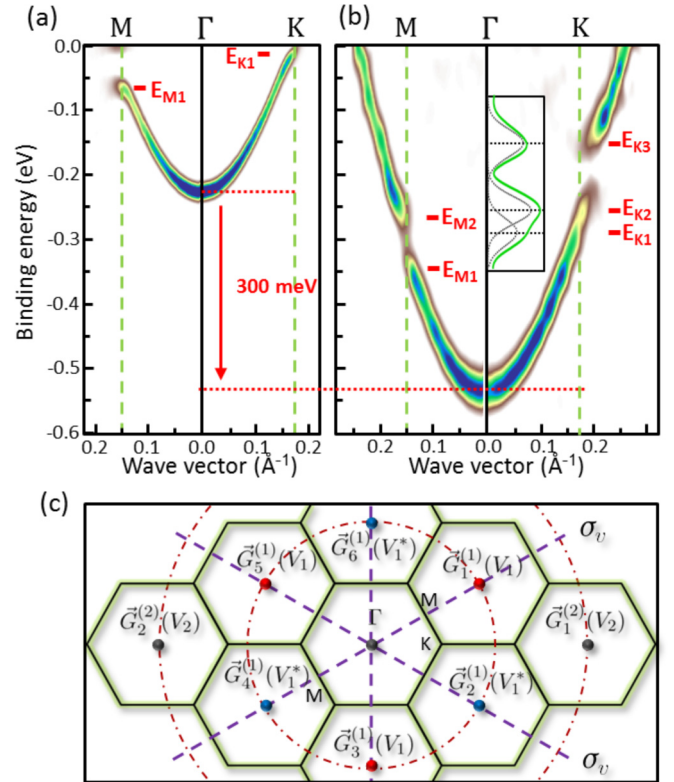 (a) M Γ K (b) M Γ K
0.0
-0.1
-0.2
-0.3
-0.4
-0.5
-0.6
Binding energy (eV)
E_M1
E_K1
300 meV
E_M2
E_M1
E_K3
E_K2
E_K1
0.2 0.1 0.0 0.1 0.2 0.2 0.1 0.0 0.1 0.2
Wave vector (Å⁻¹) Wave vector (Å⁻¹)
(c)
σ_v
G⃗₆⁽¹⁾(V₁*)
G⃗₅⁽¹⁾(V₁) G⃗₁⁽¹⁾(V₁)
M
Γ
G⃗₂⁽²⁾(V₂) G⃗₁⁽²⁾(V₂)
K
G⃗₄⁽¹⁾(V₁*) G⃗₂⁽¹⁾(V₁*)
M
G⃗₃⁽¹⁾(V₁)
σ_v